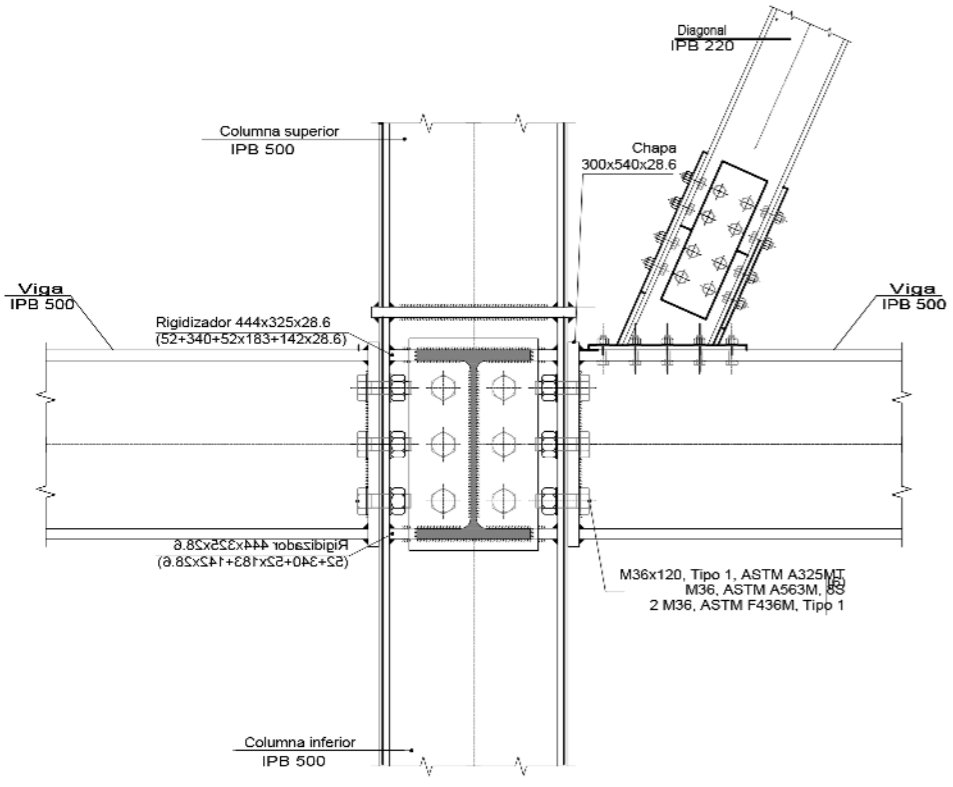 Diagonal
IPB 220
Columna superior
IPB 500
Chapa
300x540x28.6
Viga
IPB 500
Viga
IPB 500
Rigidizador 444x325x28.6
(52+340+52x183+142x28.6)
Rigidizador 444x325x28.6
(52+340+52x183+142x28.6)
M36x120, Tipo 1, ASTM A325MT
(6)
M36, ASTM A563M, 8S
2 M36, ASTM F436M, Tipo 1
Columna inferior
IPB 500